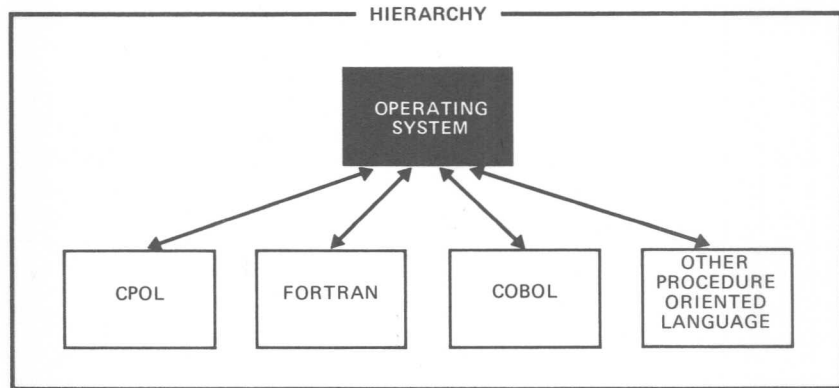 HIERARCHY
OPERATING
SYSTEM
CPOL
FORTRAN
COBOL
OTHER
PROCEDURE
ORIENTED
LANGUAGE